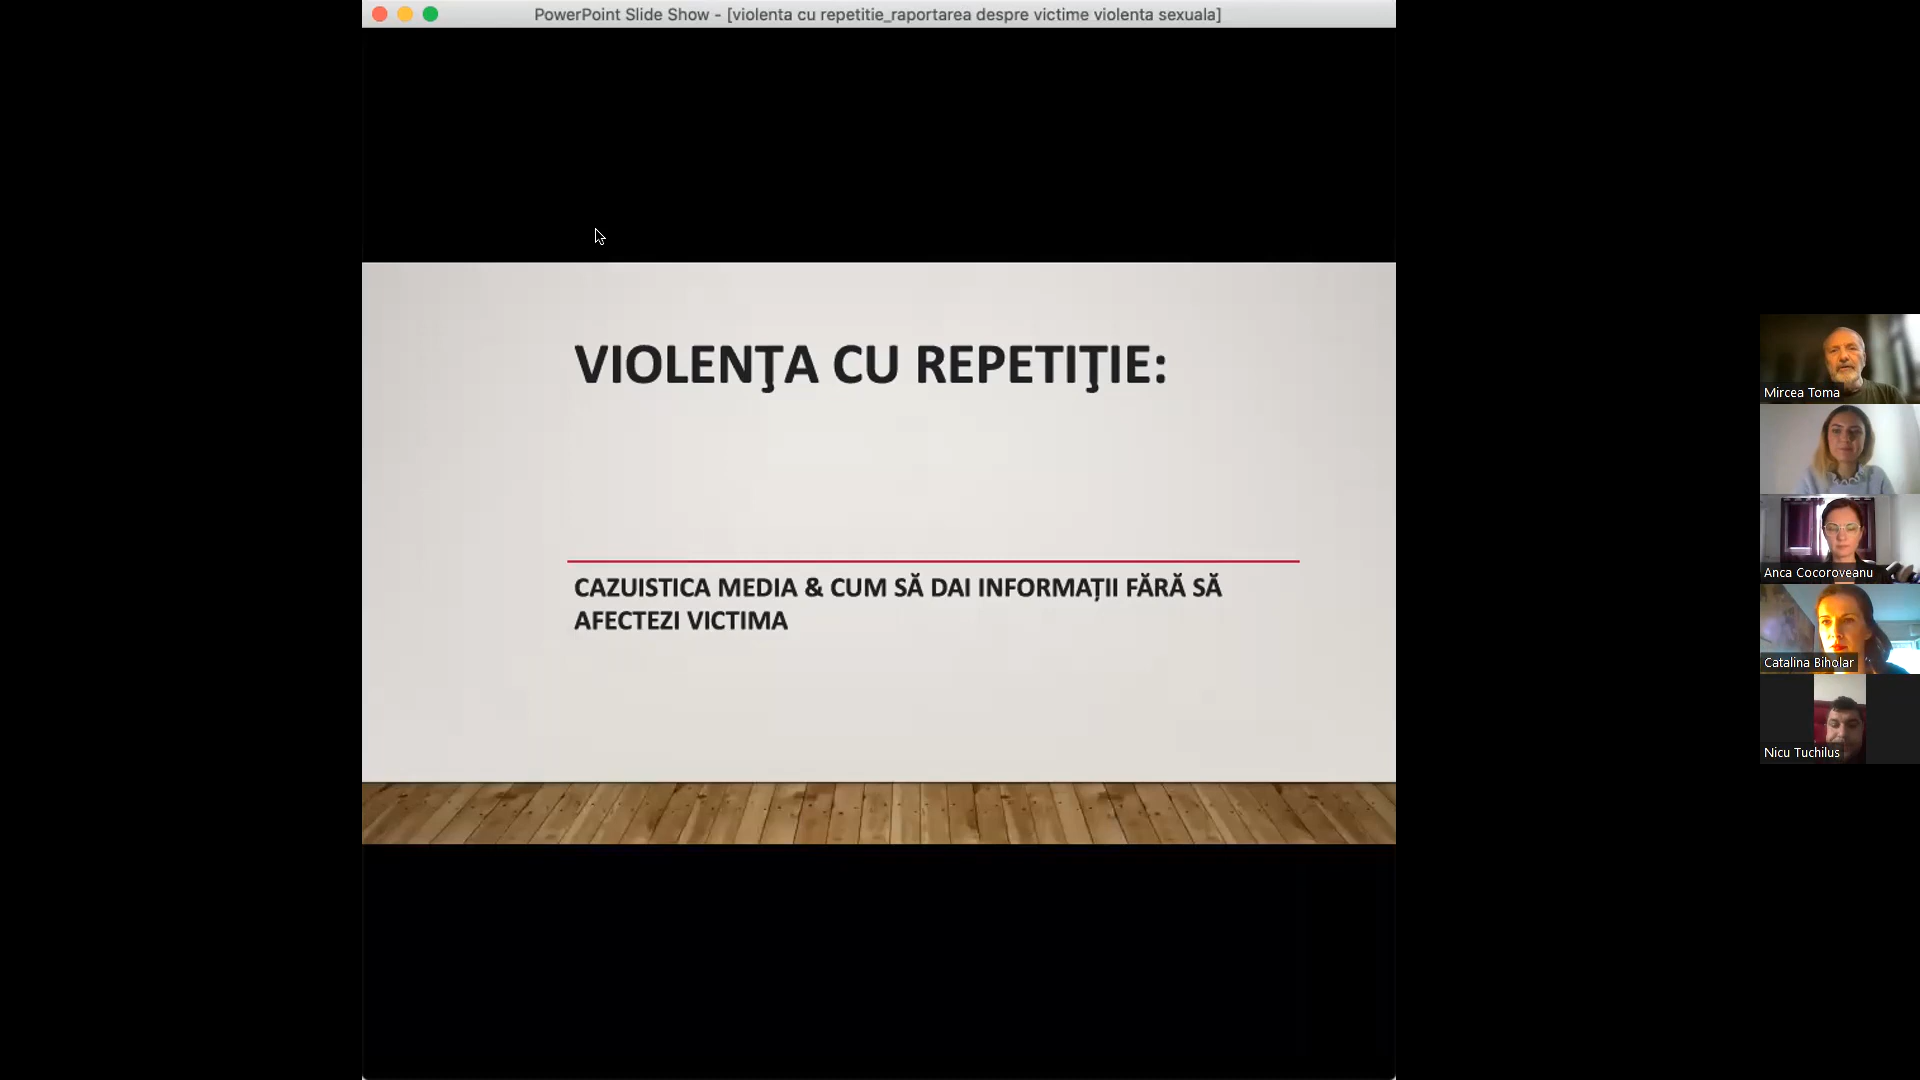 PowerPoint Slide Show - [violenta cu repetitie_raportarea despre victime violenta sexuala]
VIOLENŢA CU REPETIŢIE:
CAZUISTICA MEDIA & CUM SĂ DAI INFORMAȚII FĂRĂ SĂ
AFECTEZI VICTIMA
Mircea Toma
Anca Cocoroveanu
Catalina Biholar
Nicu Tuchilus